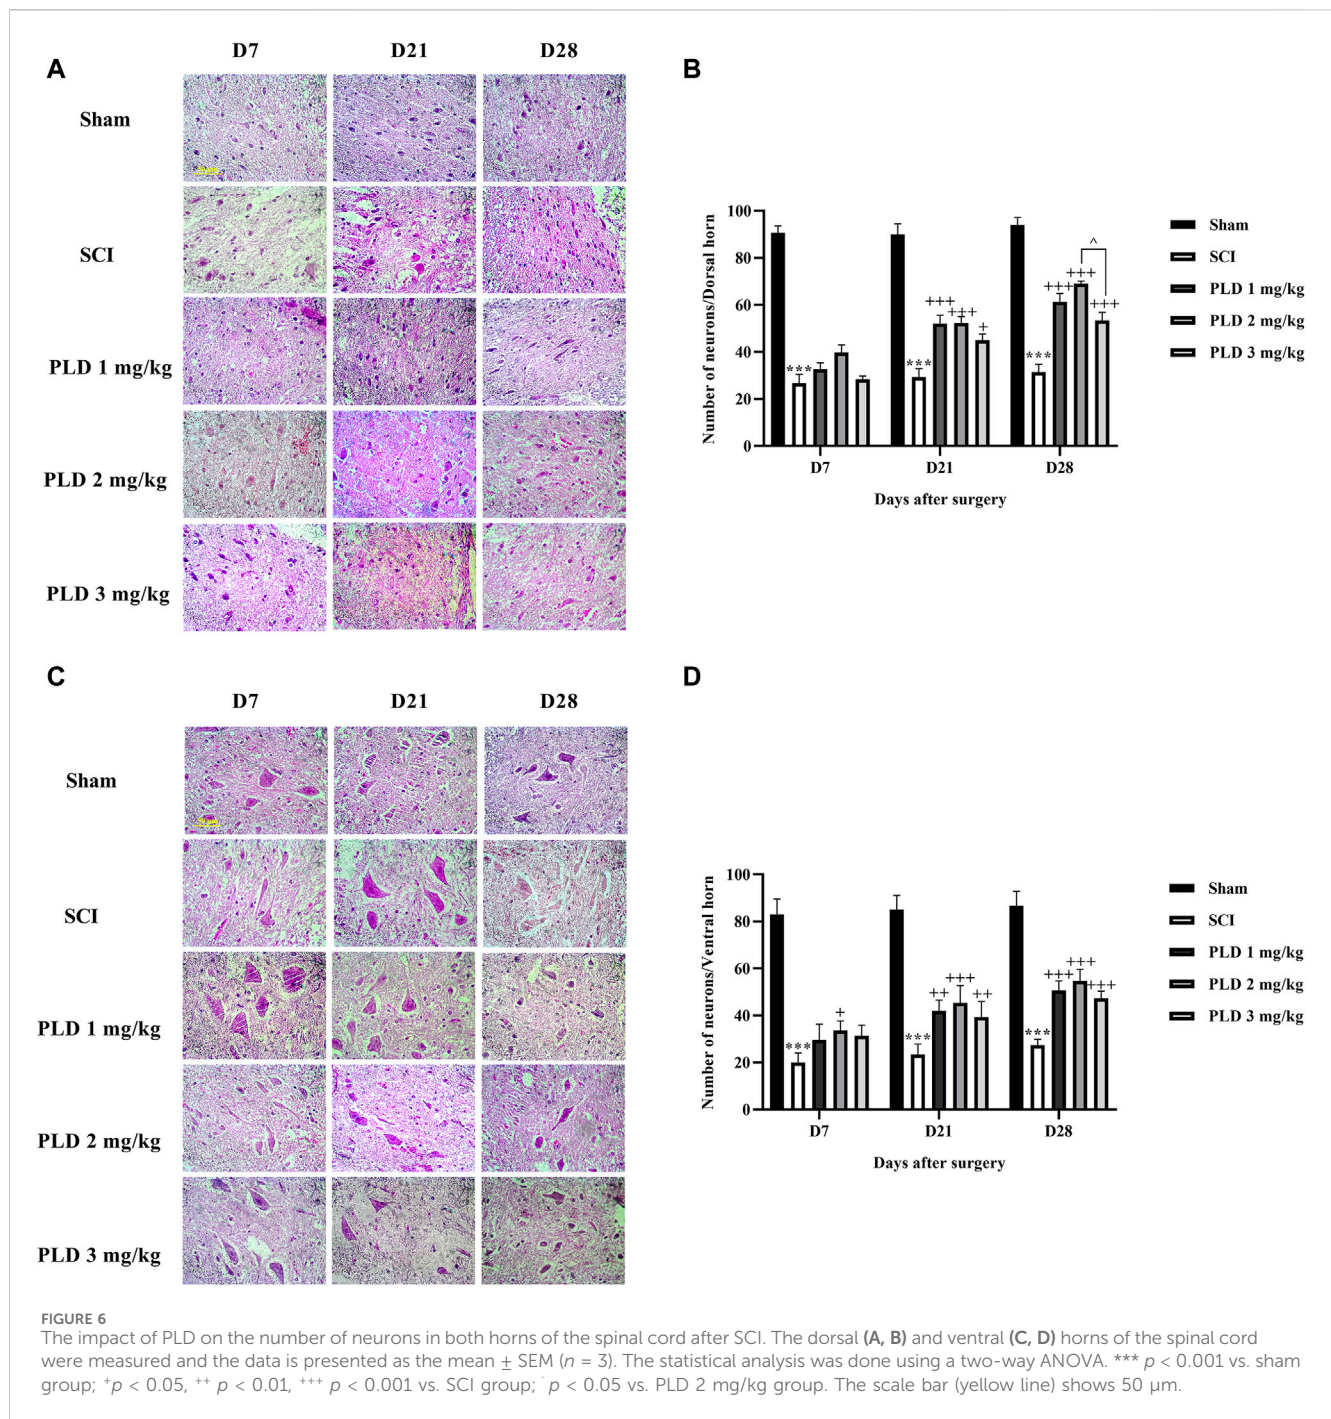 D7 D21 D28
A
Sham
50 µm
SCI
PLD 1 mg/kg
PLD 2 mg/kg
PLD 3 mg/kg
B
Number of neurons/Dorsal horn
100
80
60
40
20
0
*** *** +++ +++ + *** +++ +++ +++ ^
D7 D21 D28
Days after surgery
Sham
SCI
PLD 1 mg/kg
PLD 2 mg/kg
PLD 3 mg/kg
C
D7 D21 D28
Sham
50 µm
SCI
PLD 1 mg/kg
PLD 2 mg/kg
PLD 3 mg/kg
D
Number of neurons/Ventral horn
100
80
60
40
20
0
*** + *** ++ +++ ++ *** +++ +++ +++
D7 D21 D28
Days after surgery
Sham
SCI
PLD 1 mg/kg
PLD 2 mg/kg
PLD 3 mg/kg
FIGURE 6
The impact of PLD on the number of neurons in both horns of the spinal cord after SCI. The dorsal (A, B) and ventral (C, D) horns of the spinal cord
were measured and the data is presented as the mean ± SEM (n = 3). The statistical analysis was done using a two-way ANOVA. *** p < 0.001 vs. sham
group; +p < 0.05, ++ p < 0.01, +++ p < 0.001 vs. SCI group; ˆp < 0.05 vs. PLD 2 mg/kg group. The scale bar (yellow line) shows 50 µm.